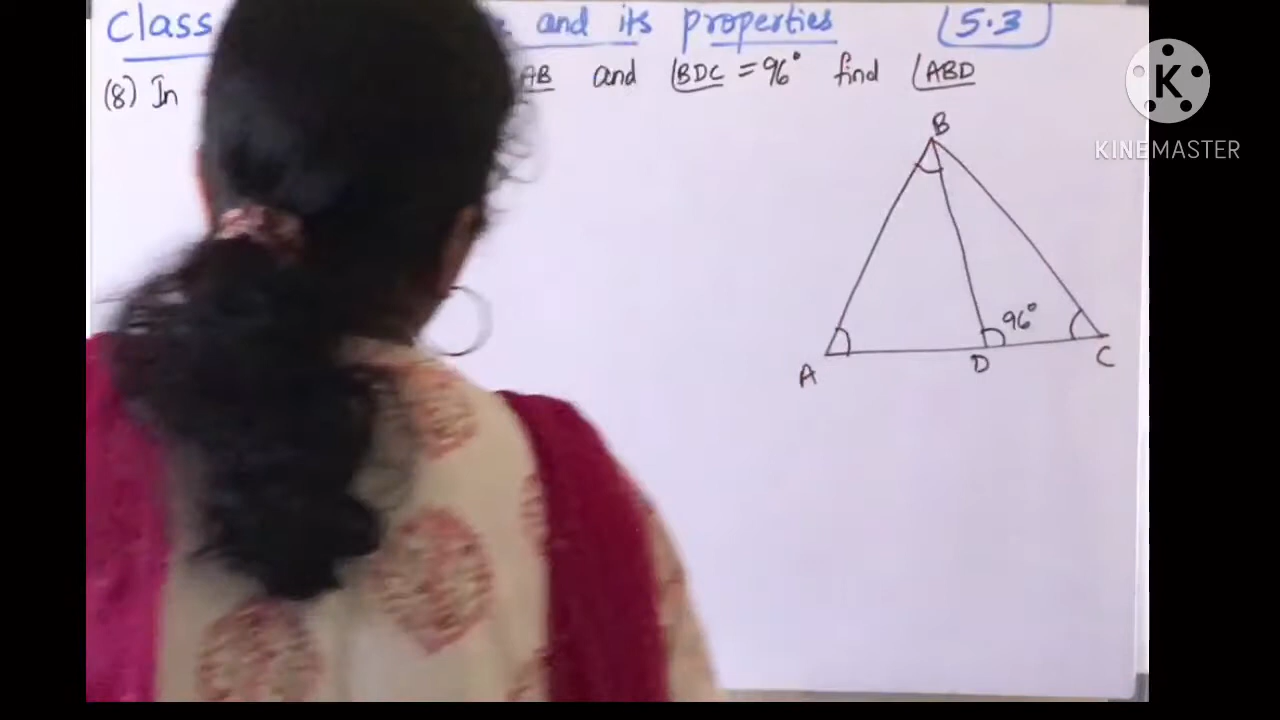 Class and its properties (5.3)
(8) In AB and ∠BDC = 96° find ∠ABD
K
KINEMASTER
B
96°
A
D
C